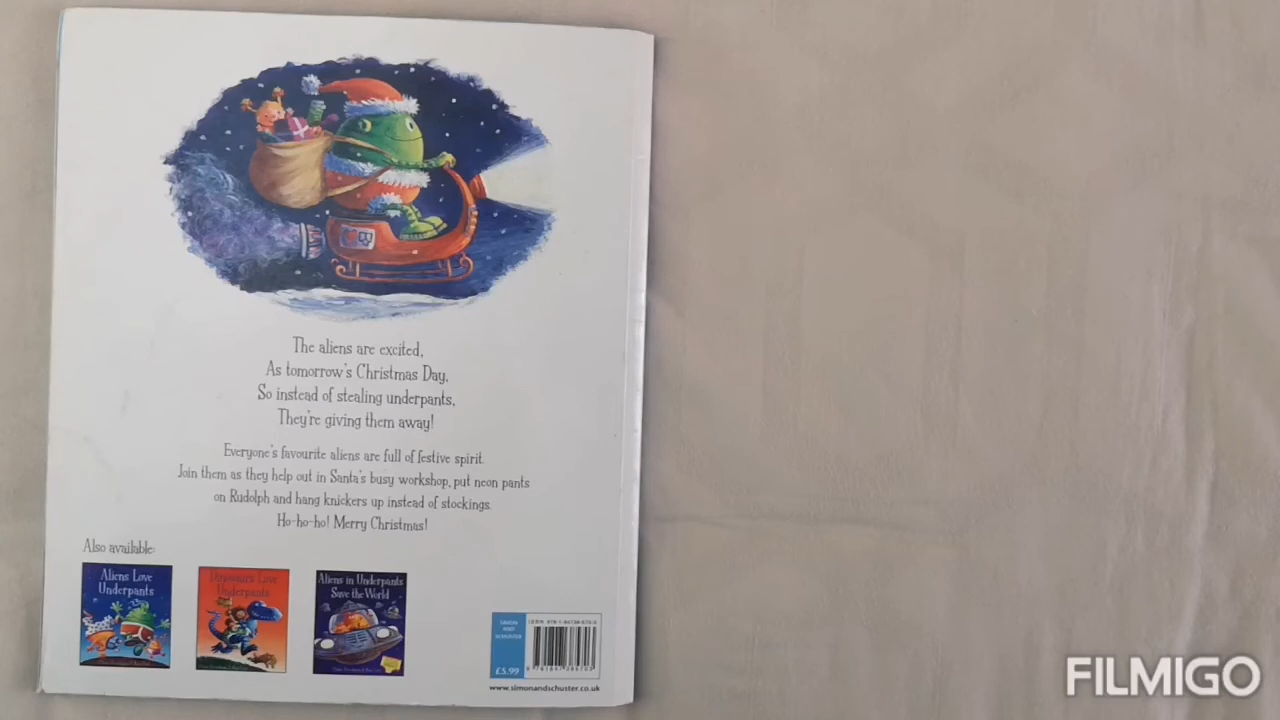 The aliens are excited,
As tomorrow's Christmas Day,
So instead of stealing underpants,
They're giving them away!
Everyone's favourite aliens are full of festive spirit.
Join them as they help out in Santa's busy workshop, put neon pants
on Rudolph and hang knickers up instead of stockings.
Ho-ho-ho! Merry Christmas!
Also available:
Aliens Love
Underpants
Dinosaurs Love
Underpants
Aliens in Underpants
Save the World
SIMON
AND
SCHUSTER
£5.99
www.simonandschuster.co.uk
FILMIGO